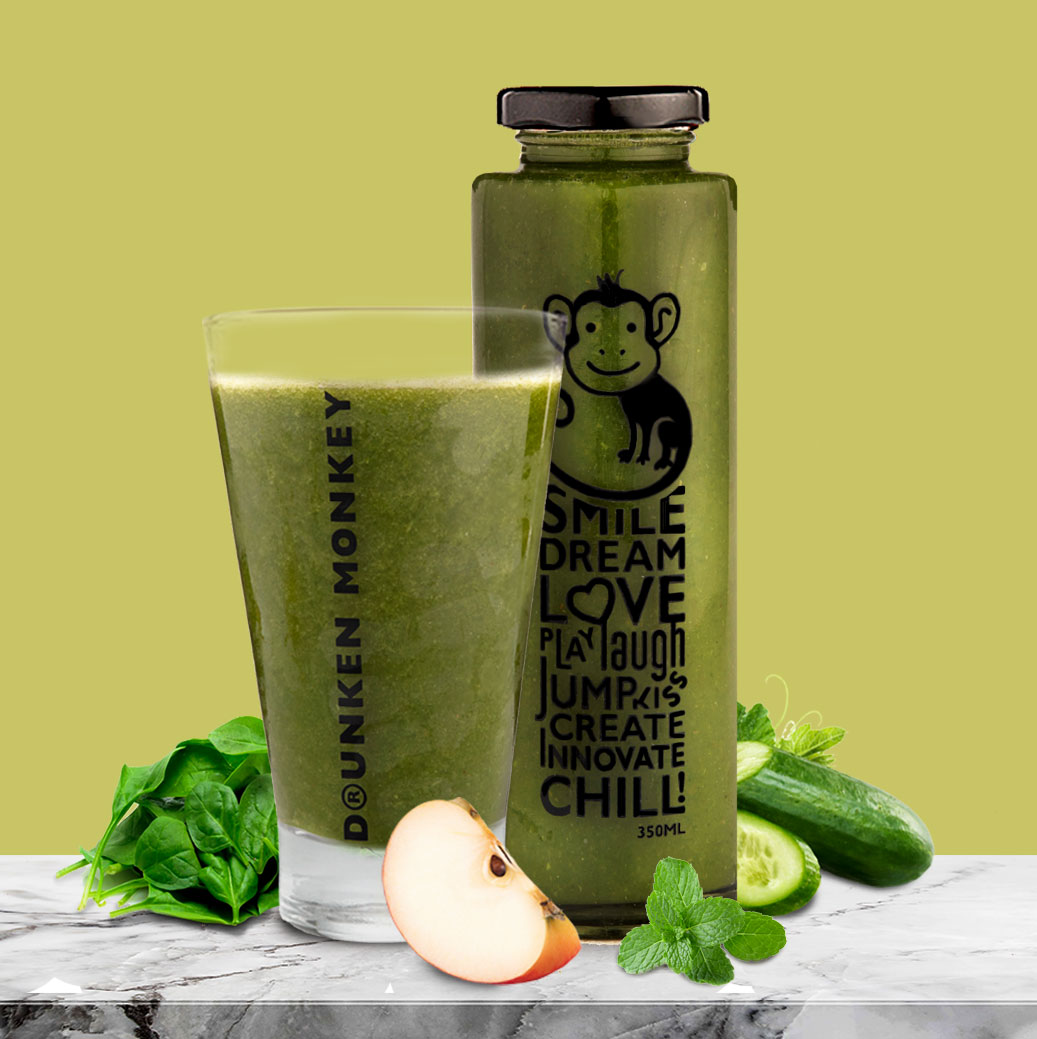 DⓇUNKEN MONKEY
SMILE
DREAM
LOVE
PLAY laugh
JUMP KISS
CREATE
INNOVATE
CHILL!
350ML